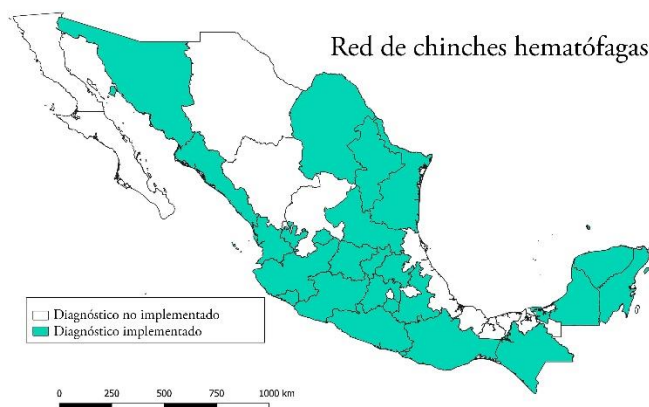 Red de chinches hematófagas
Diagnóstico no implementado
Diagnóstico implementado
0 250 500 750 1000 km